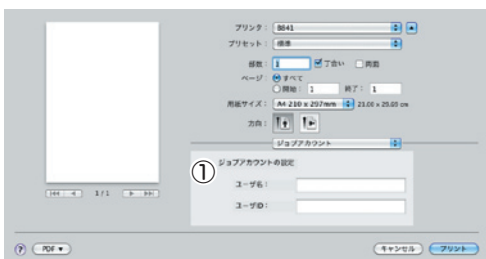 プリンタ： B841
プリセット： 標準
部数： 1 丁合い 両面
ページ： すべて
開始： 1 終了： 1
用紙サイズ： A4 210 x 297mm 21.00 x 29.69 cm
方向：
ジョブアカウント
① ジョブアカウントの設定
ユーザ名：
ユーザID：
1/1
? PDF ▼ キャンセル プリント